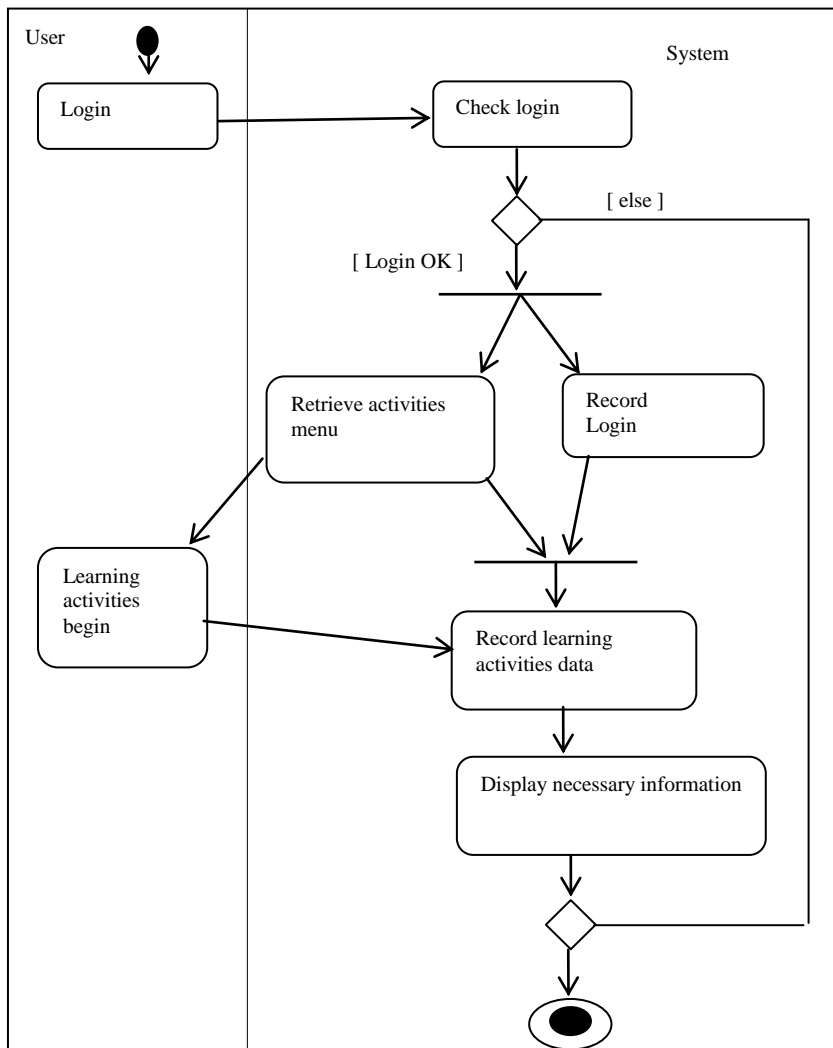 User
System
Login
Check login
[ else ]
[ Login OK ]
Retrieve activities
menu
Record
Login
Learning
activities
begin
Record learning
activities data
Display necessary information